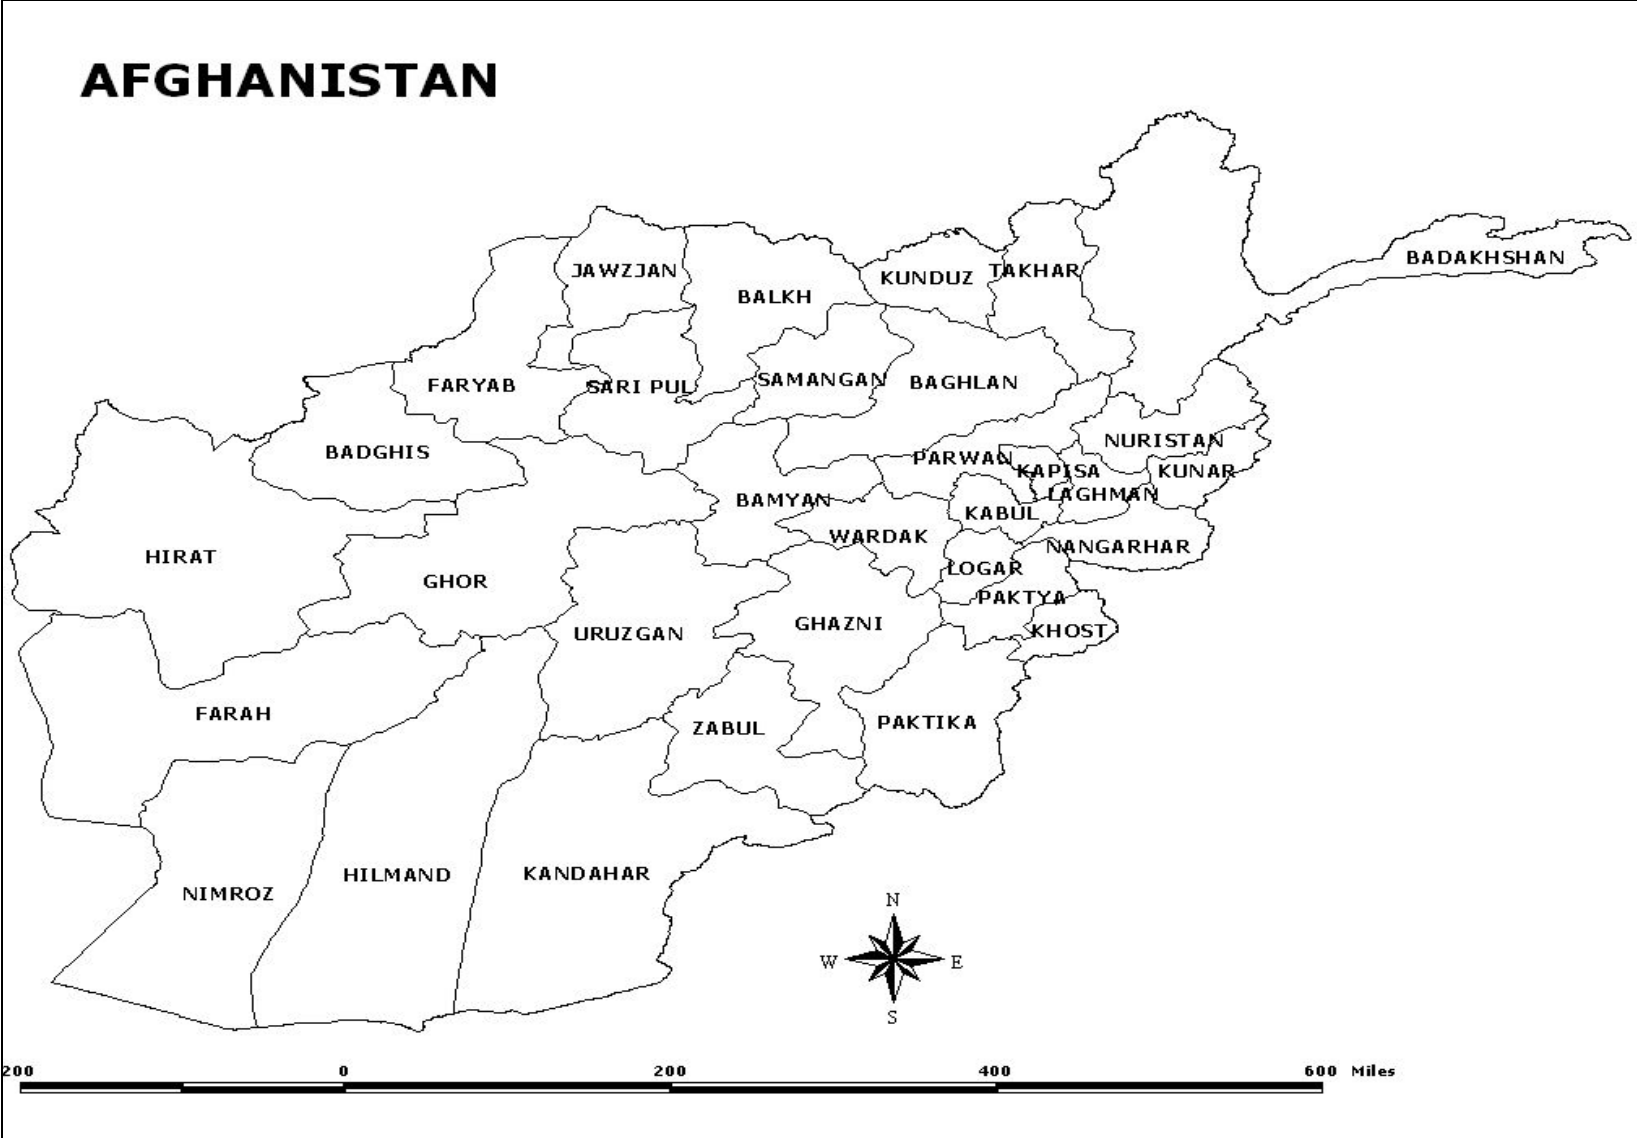 AFGHANISTAN
BADAKHSHAN
JAWZJAN
TAKHAR
KUNDUZ
BALKH
SAMANGAN
BAGHLAN
FARYAB
SARI PUL
NURISTAN
BADGHIS
PARWAN
KAPISA
KUNAR
LAGHMAN
BAMYAN
KABUL
WARDAK
NANGARHAR
HIRAT
LOGAR
GHOR
PAKTYA
GHAZNI
KHOST
URUZGAN
FARAH
PAKTIKA
ZABUL
HILMAND
KANDAHAR
NIMROZ
N
W E
S
200 0 200 400 600 Miles